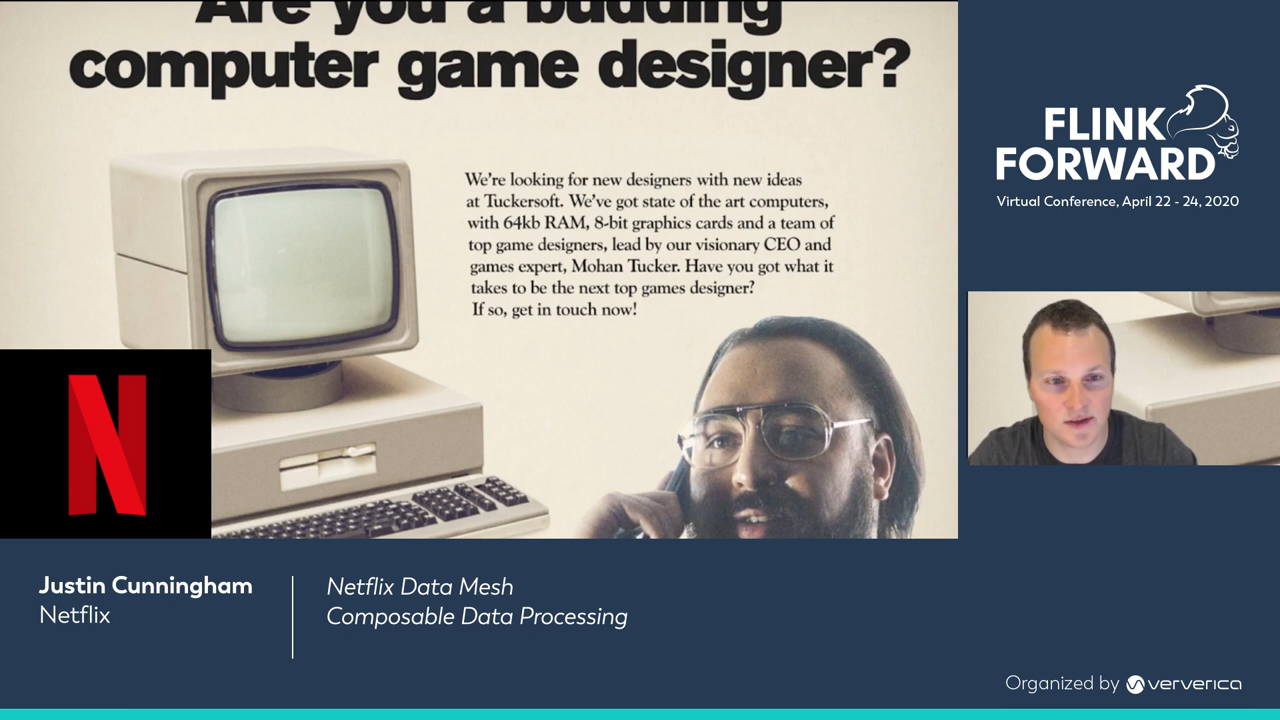 Are you a budding
computer game designer?
We're looking for new designers with new ideas
at Tuckersoft. We've got state of the art computers,
with 64kb RAM, 8-bit graphics cards and a team of
top game designers, lead by our visionary CEO and
games expert, Mohan Tucker. Have you got what it
takes to be the next top games designer?
If so, get in touch now!
N
FLINK
FORWARD
Virtual Conference, April 22 - 24, 2020
Justin Cunningham
Netflix
Netflix Data Mesh
Composable Data Processing
Organized by ververica